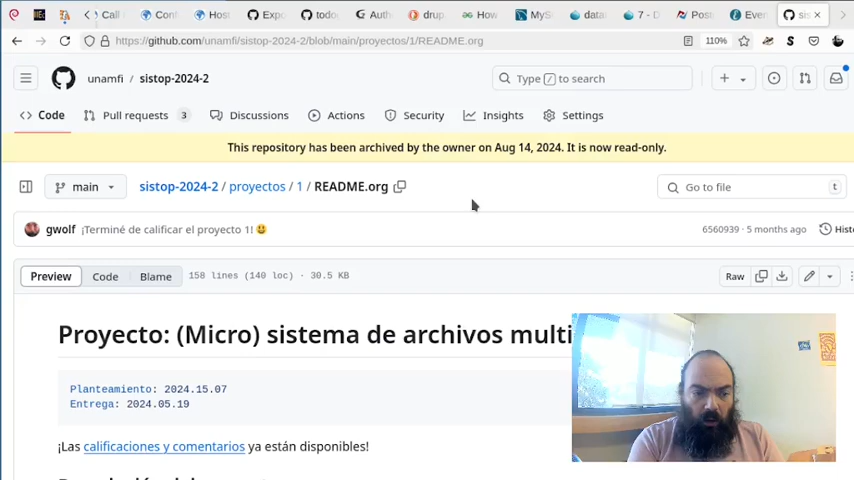 Call
Cont
Host
Expo
todo
Auth
drup
How
MyS
datal
7 - D
Post
Ever
sis
https://github.com/unamfi/sistop-2024-2/blob/main/proyectos/1/README.org
110%
unamfi / sistop-2024-2
Type / to search
Code Pull requests 3 Discussions Actions Security Insights Settings
This repository has been archived by the owner on Aug 14, 2024. It is now read-only.
main
sistop-2024-2 / proyectos / 1 / README.org
Go to file t
gwolf ¡Terminé de calificar el proyecto 1! 😃
6560939 · 5 months ago Histo
Preview Code Blame 158 lines (140 loc) · 30.5 KB
Raw
Proyecto: (Micro) sistema de archivos multi
Planteamiento: 2024.15.07
Entrega: 2024.05.19
¡Las calificaciones y comentarios ya están disponibles!